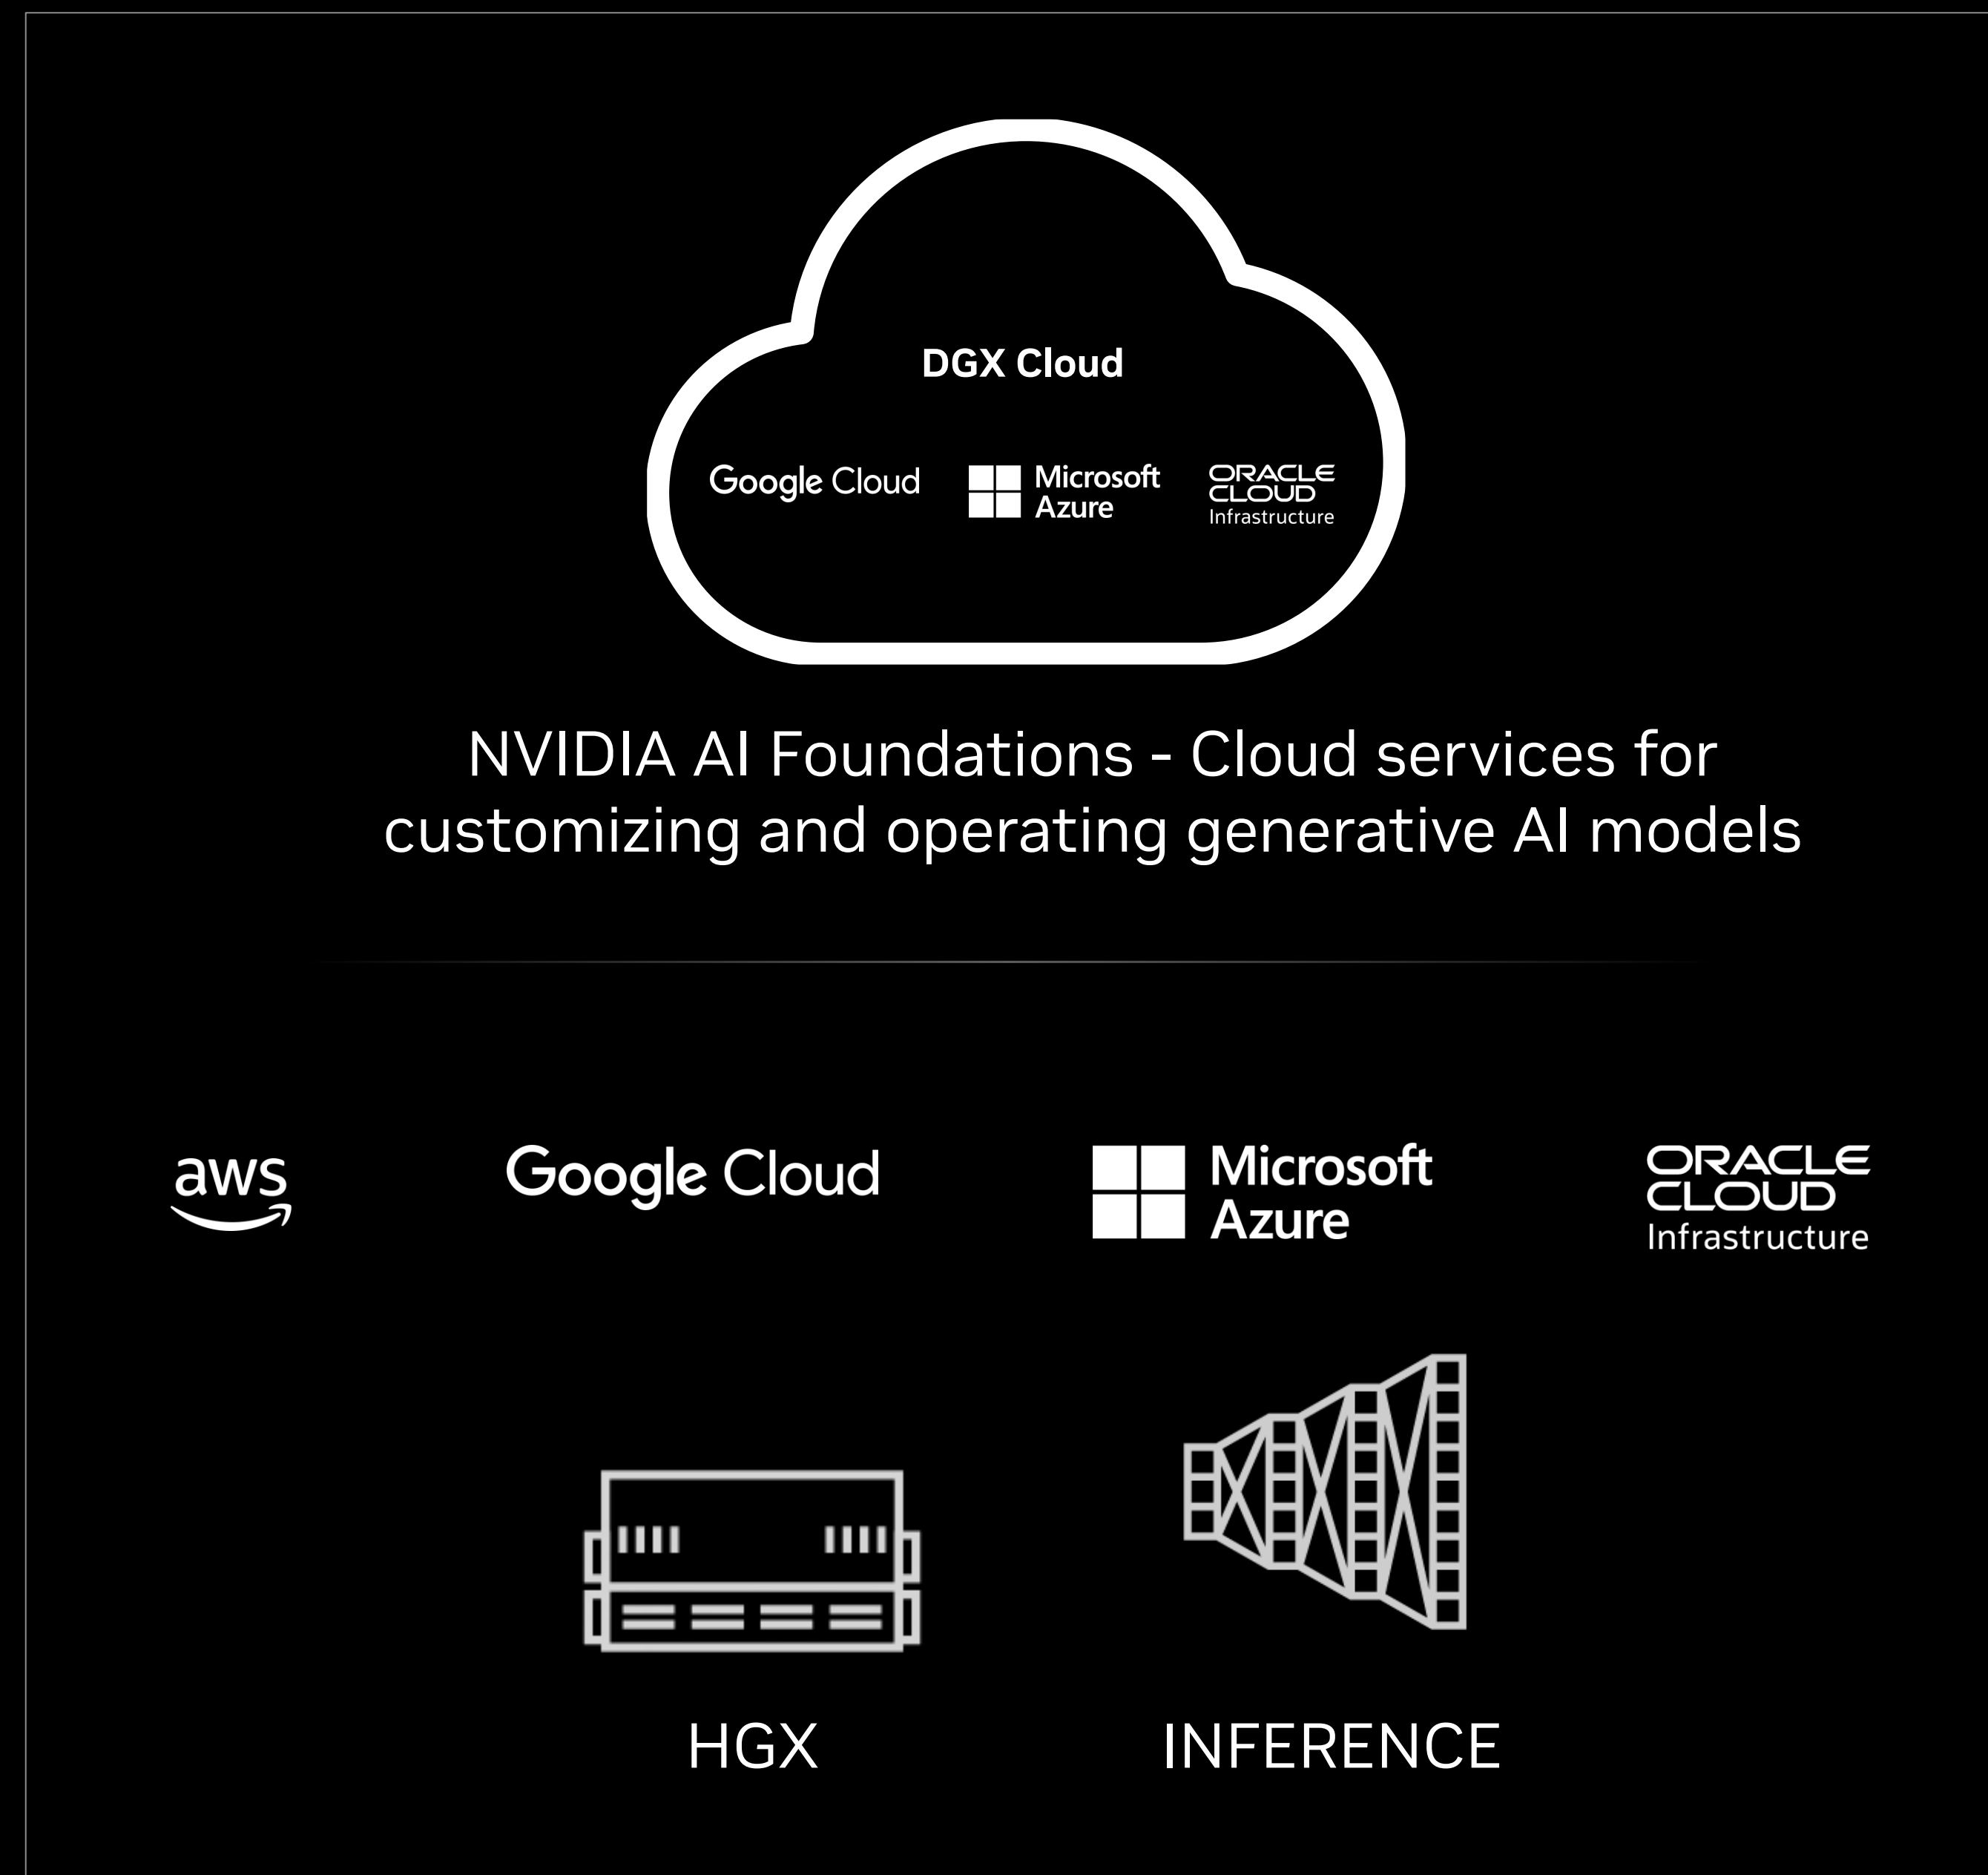 DGX Cloud
Google Cloud
Microsoft
Azure
ORACLE
CLOUD
Infrastructure
NVIDIA AI Foundations - Cloud services for
customizing and operating generative AI models
aws
Google Cloud
Microsoft
Azure
ORACLE
CLOUD
Infrastructure
HGX
INFERENCE